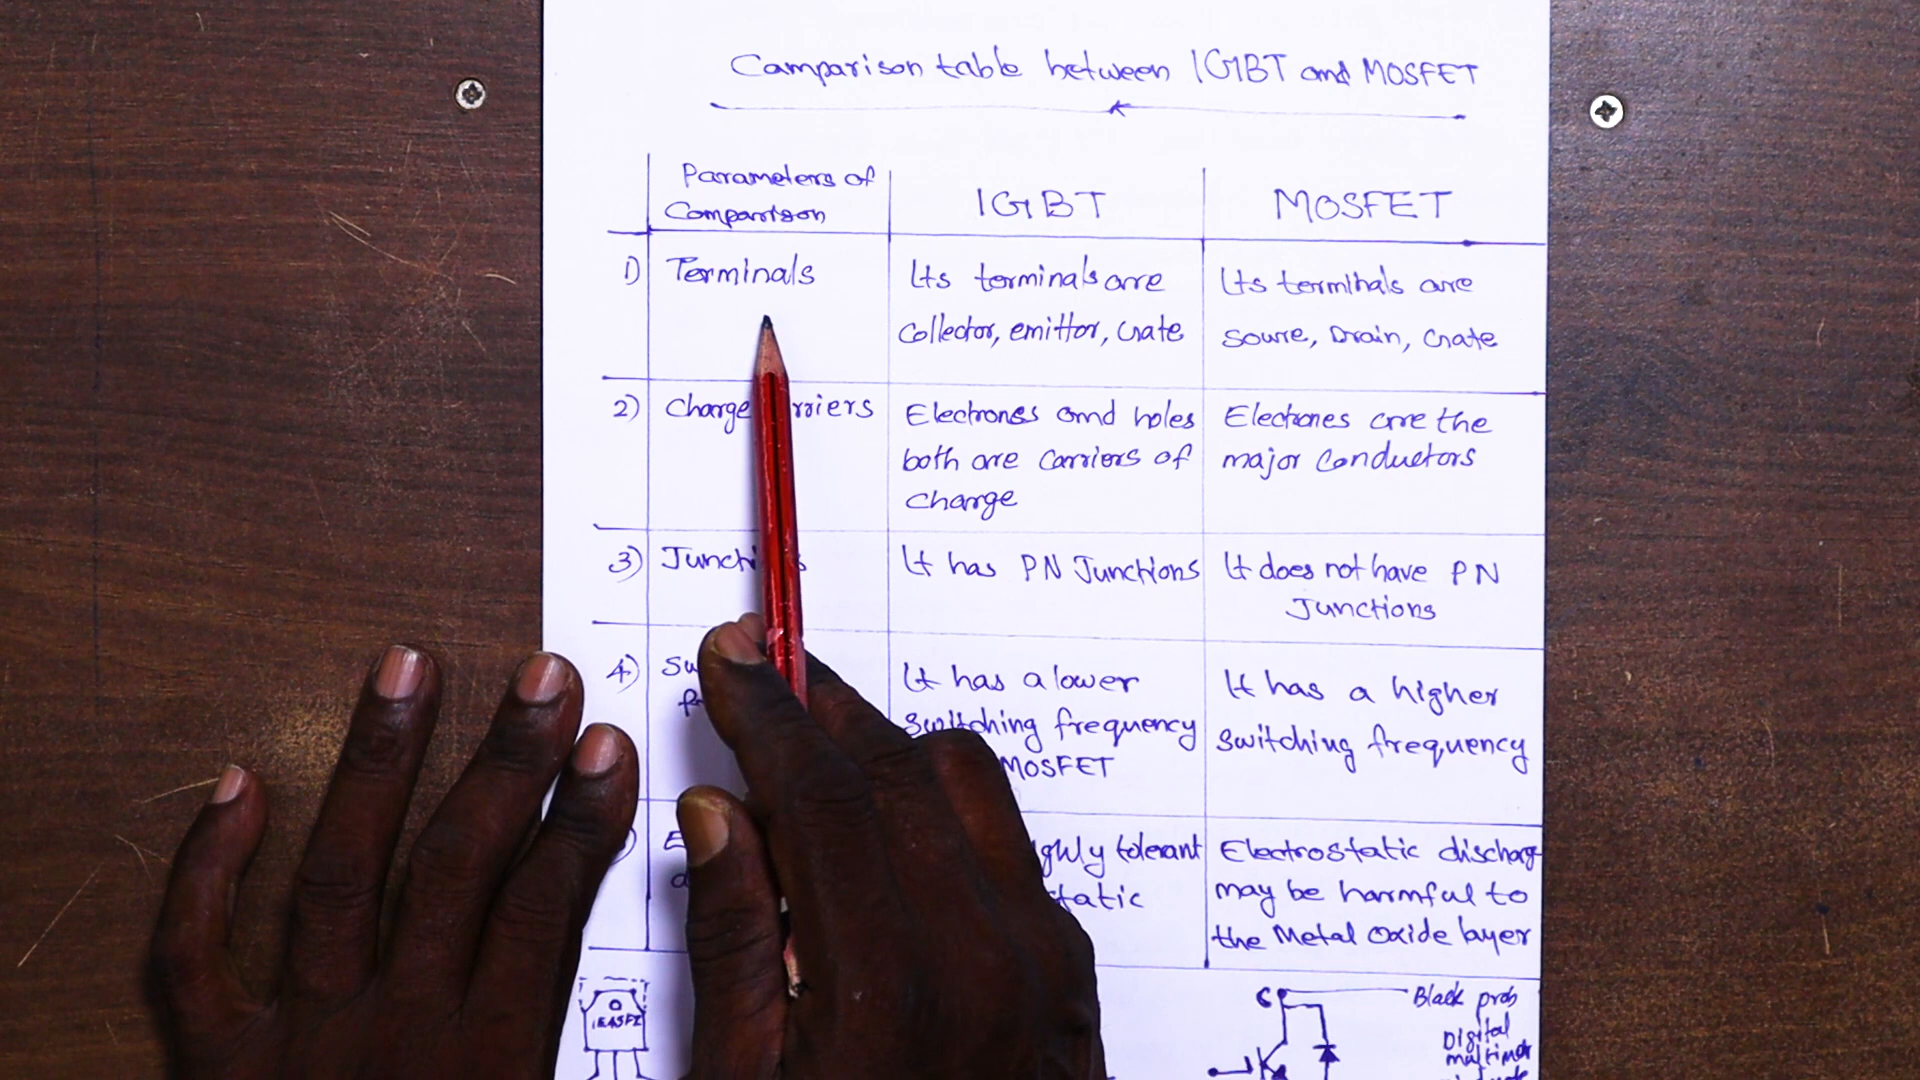 Comparison table between IGBT and MOSFET
Parameters of
Comparison
IGBT
MOSFET
1)
Terminals
Its terminals are
Collector, emittor, Gate
Its terminals are
Soure, Drain, Gate
2)
Charge
Electrones and holes
both are Carriers of
Charge
Electrones are the
major Conductors
3)
It has PN Junctions
It does not have PN
Junctions
4)
It has a lower
Switching frequency
MOSFET
It has a higher
Switching frequency
tolerant
Electrostatic discharg
may be harmful to
the Metal Oxide layer
C
Black prob
Digital